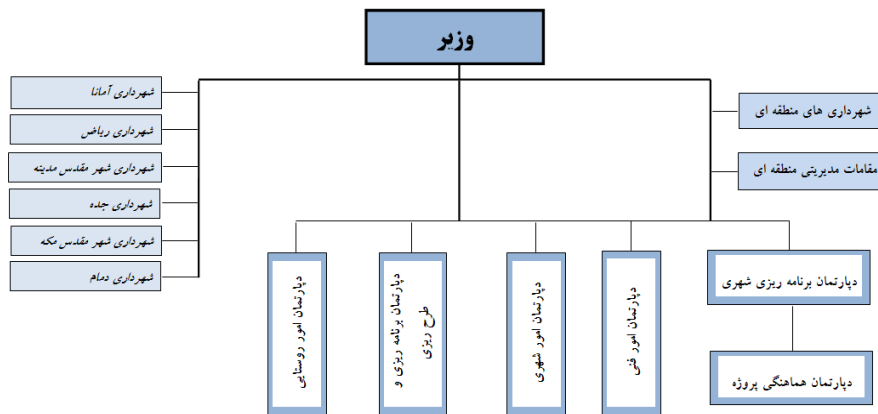 وزیر
شهرداری های منطقه ای
مقامات مدیریتی منطقه ای
شهرداری آمانا
شهرداری ریاض
شهرداری شهر مقدس مدینه
شهرداری جده
شهرداری شهر مقدس مکه
شهرداری دمام
دپارتمان برنامه ریزی شهری
دپارتمان امور فنی
دپارتمان امور شهری
دپارتمان برنامه ریزی و
طرح ریزی
دپارتمان امور روستایی
دپارتمان هماهنگی پروژه